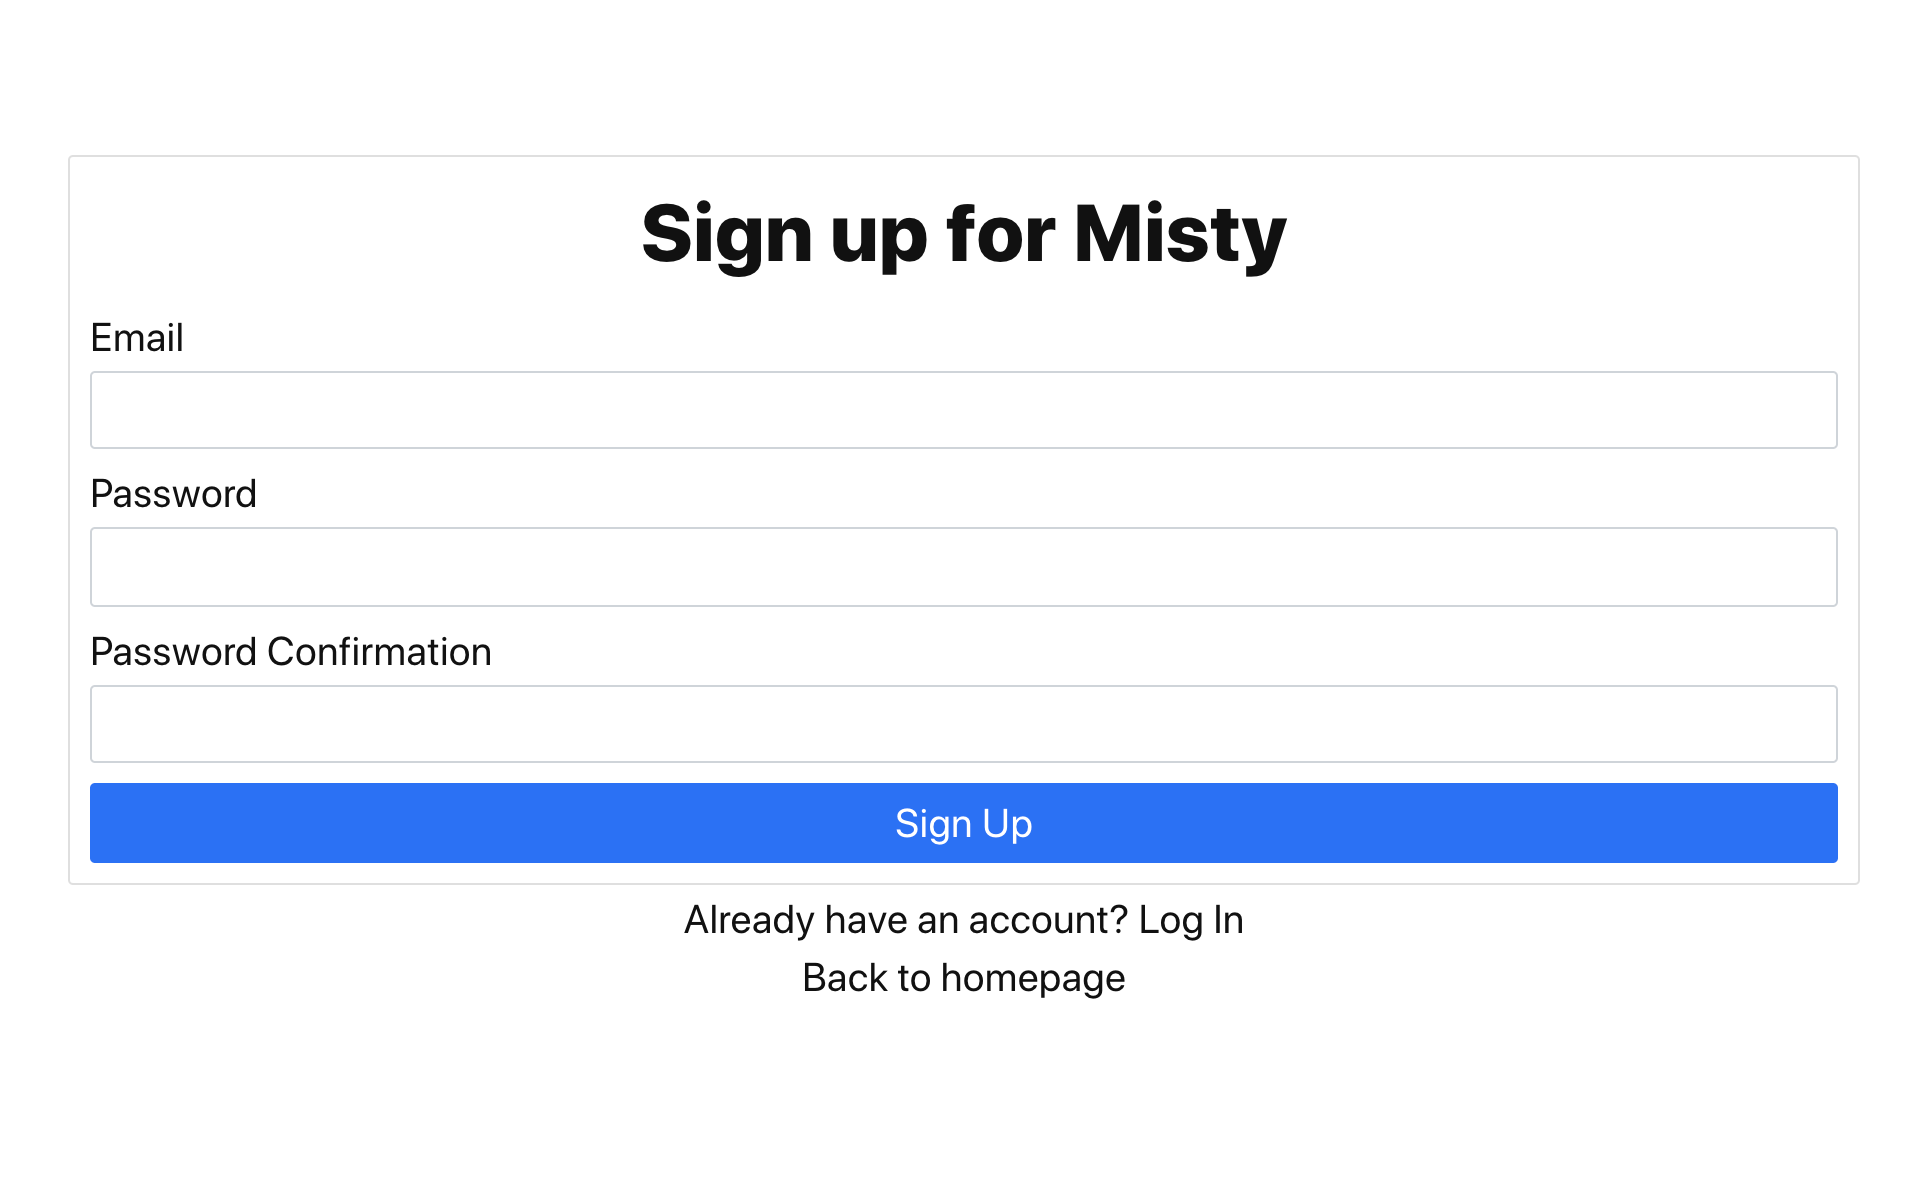 Sign up for Misty
Email
Password
Password Confirmation
Sign Up
Already have an account? Log In
Back to homepage